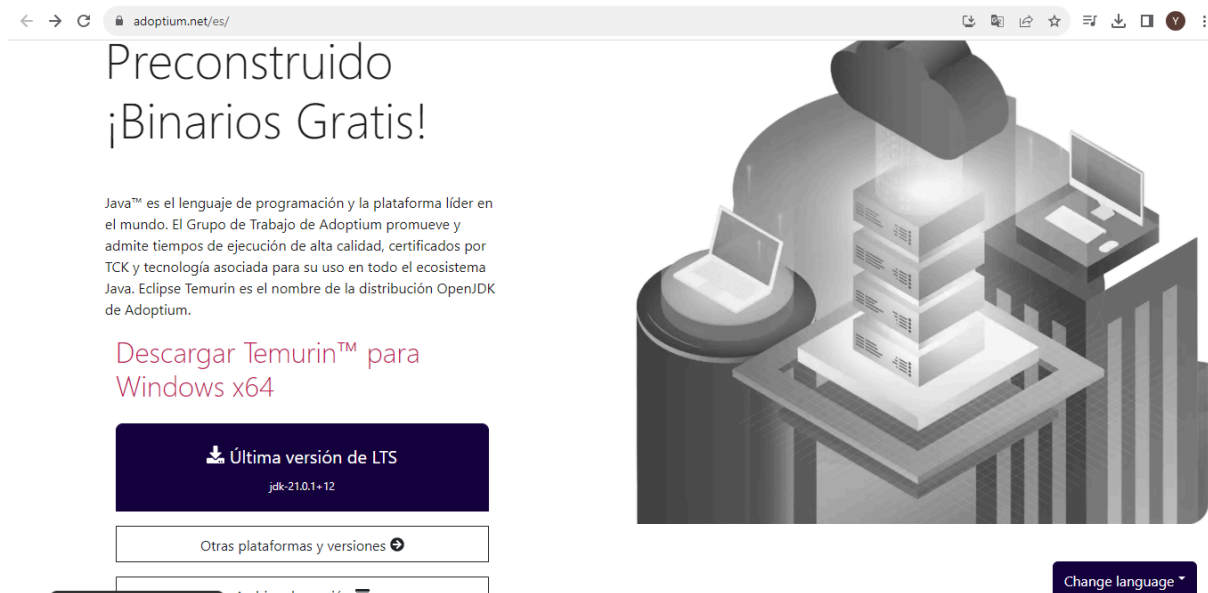 adoptium.net/es/
Y
Preconstruido
¡Binarios Gratis!
Java™ es el lenguaje de programación y la plataforma líder en
el mundo. El Grupo de Trabajo de Adoptium promueve y
admite tiempos de ejecución de alta calidad, certificados por
TCK y tecnología asociada para su uso en todo el ecosistema
Java. Eclipse Temurin es el nombre de la distribución OpenJDK
de Adoptium.
Descargar Temurin™ para
Windows x64
Última versión de LTS
jdk-21.0.1+12
Otras plataformas y versiones
Change language